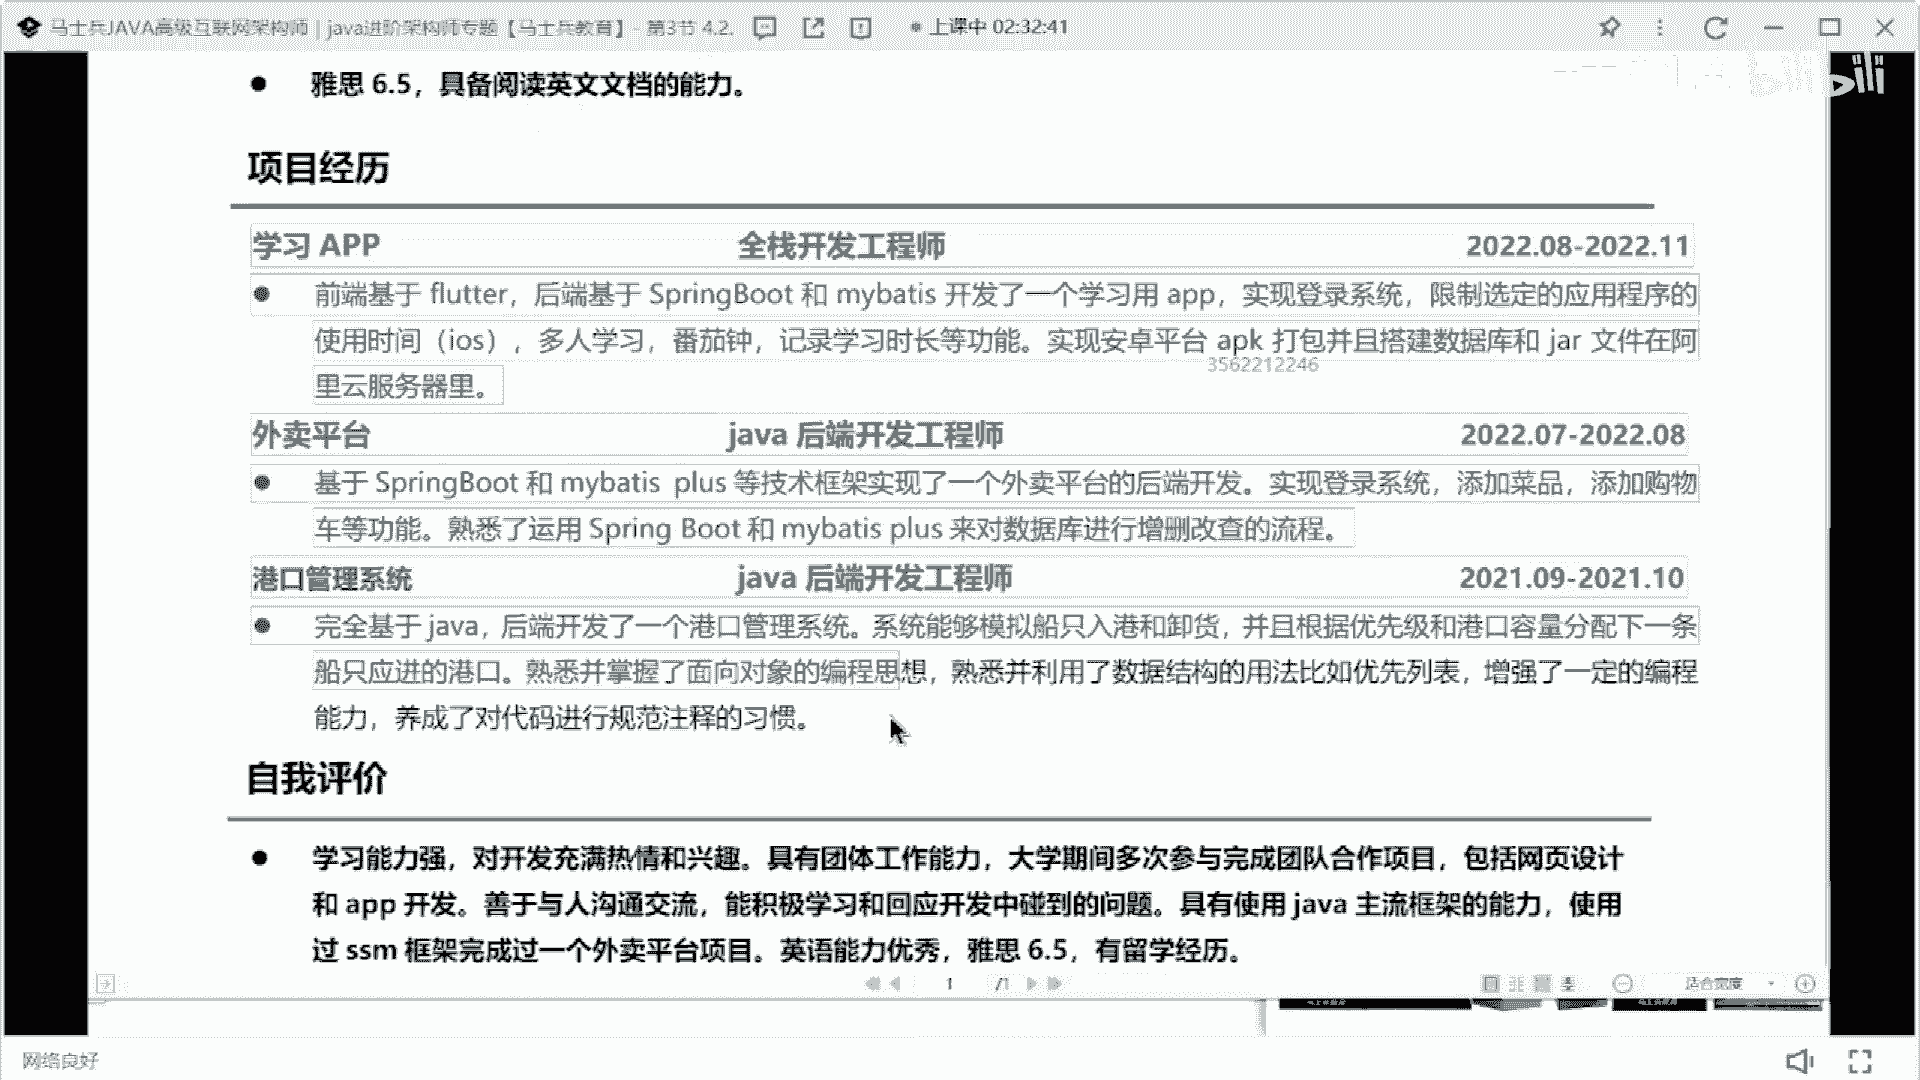 马士兵JAVA高级互联网架构师 | java进阶架构师专题【马士兵教育】- 第3节 4.2. 上课中 02:32:41
bilibili
雅思 6.5，具备阅读英文文档的能力。
项目经历
学习 APP 全栈开发工程师 2022.08-2022.11
前端基于 flutter，后端基于 SpringBoot 和 mybatis 开发了一个学习用 app，实现登录系统，限制选定的应用程序的
使用时间（ios），多人学习，番茄钟，记录学习时长等功能。实现安卓平台 apk 打包并且搭建数据库和 jar 文件在阿
3562212246
里云服务器里。
外卖平台 java 后端开发工程师 2022.07-2022.08
基于 SpringBoot 和 mybatis plus 等技术框架实现了一个外卖平台的后端开发。实现登录系统，添加菜品，添加购物
车等功能。熟悉了运用 Spring Boot 和 mybatis plus 来对数据库进行增删改查的流程。
港口管理系统 java 后端开发工程师 2021.09-2021.10
完全基于 java，后端开发了一个港口管理系统。系统能够模拟船只入港和卸货，并且根据优先级和港口容量分配下一条
船只应进的港口。熟悉并掌握了面向对象的编程思想，熟悉并利用了数据结构的用法比如优先列表，增强了一定的编程
能力，养成了对代码进行规范注释的习惯。
自我评价
学习能力强，对开发充满热情和兴趣。具有团体工作能力，大学期间多次参与完成团队合作项目，包括网页设计
和 app 开发。善于与人沟通交流，能积极学习和回应开发中碰到的问题。具有使用 java 主流框架的能力，使用
过 ssm 框架完成过一个外卖平台项目。英语能力优秀，雅思 6.5，有留学经历。
1 /1 适合宽度
网络良好